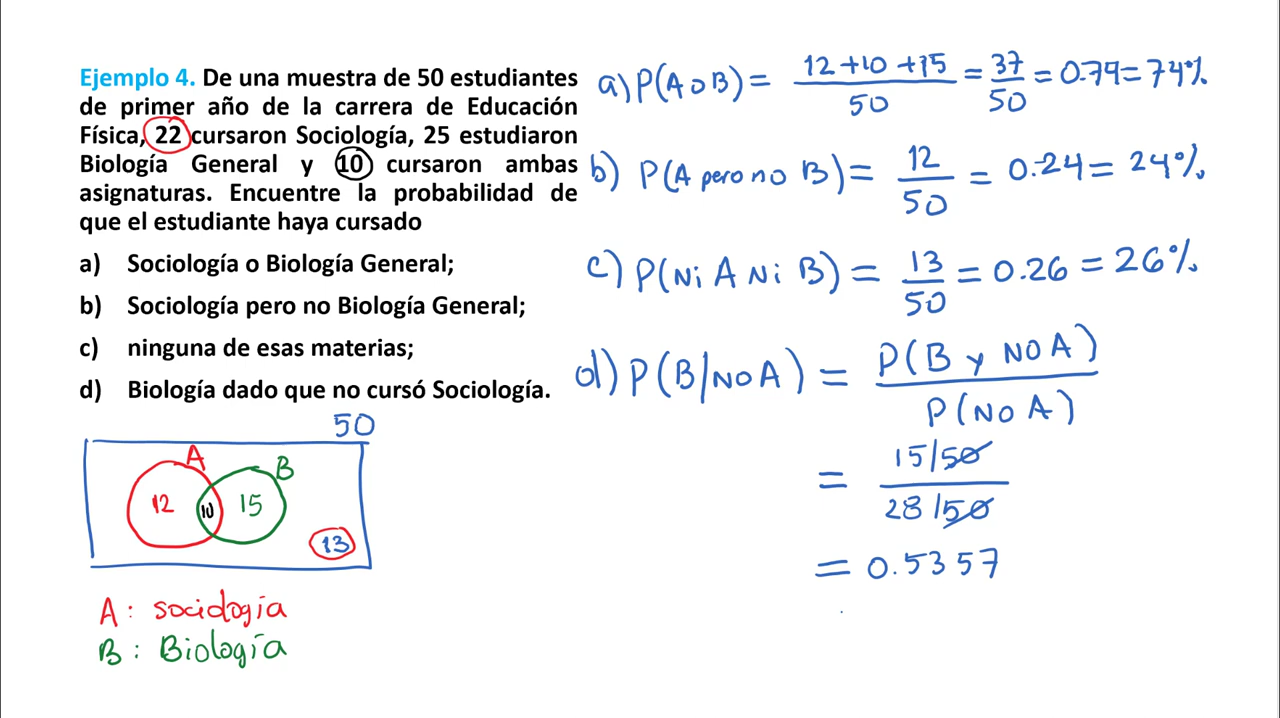 Ejemplo 4. De una muestra de 50 estudiantes
de primer año de la carrera de Educación
Física, 22 cursaron Sociología, 25 estudiaron
Biología General y 10 cursaron ambas
asignaturas. Encuentre la probabilidad de
que el estudiante haya cursado
a) Sociología o Biología General;
b) Sociología pero no Biología General;
c) ninguna de esas materias;
d) Biología dado que no cursó Sociología.
50
A
B
12
10
15
13
A: sociología
B: Biología
a) P(A o B) = 12+10+15/50 = 37/50 = 0.74 = 74%
b) P(A pero no B) = 12/50 = 0.24 = 24%
c) P(Ni A Ni B) = 13/50 = 0.26 = 26%
d) P(B/NO A) = P(B y NO A)/P(NO A)
= 15/50/28/50
= 0.5357